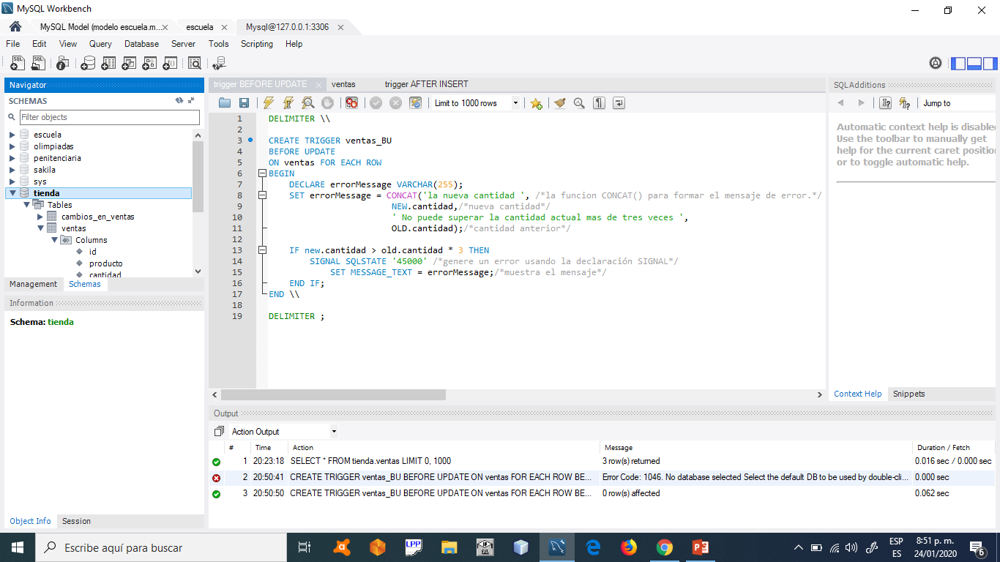 MySQL Workbench
MySQL Model (modelo escuela.m... escuela Mysql@127.0.0.1:3306
File Edit View Query Database Server Tools Scripting Help
Navigator
SCHEMAS
Filter objects
escuela
olimpiadas
penitenciaria
sakila
sys
tienda
Tables
cambios_en_ventas
ventas
Columns
id
producto
cantidad
Management Schemas
Information
Schema: tienda
Object Info Session
trigger BEFORE UPDATE ventas trigger AFTER INSERT
Limit to 1000 rows
1 DELIMITER \\
2
3 CREATE TRIGGER ventas_BU
4 BEFORE UPDATE
5 ON ventas FOR EACH ROW
6 BEGIN
7 DECLARE errorMessage VARCHAR(255);
8 SET errorMessage = CONCAT('la nueva cantidad ', /*la funcion CONCAT() para formar el mensaje de error.*/
9 NEW.cantidad,/*nueva cantidad*/
10 ' No puede superar la cantidad actual mas de tres veces ',
11 OLD.cantidad);/*cantidad anterior*/
12
13 IF new.cantidad > old.cantidad * 3 THEN
14 SIGNAL SQLSTATE '45000' /*genere un error usando la declaración SIGNAL*/
15 SET MESSAGE_TEXT = errorMessage;/*muestra el mensaje*/
16 END IF;
17 END \\
18
19 DELIMITER ;
SQLAdditions
Jump to
Automatic context help is disabled
Use the toolbar to manually get
help for the current caret position
or to toggle automatic help.
Context Help Snippets
Output
Action Output
# Time Action Message Duration / Fetch
1 20:23:18 SELECT * FROM tienda.ventas LIMIT 0, 1000 3 row(s) returned 0.016 sec / 0.000 sec
2 20:50:41 CREATE TRIGGER ventas_BU BEFORE UPDATE ON ventas FOR EACH ROW BE... Error Code: 1046. No database selected Select the default DB to be used by double-cli... 0.000 sec
3 20:50:50 CREATE TRIGGER ventas_BU BEFORE UPDATE ON ventas FOR EACH ROW BE... 0 row(s) affected 0.062 sec
Escribe aquí para buscar
LPP
ESP
ES
8:51 p. m.
24/01/2020
6